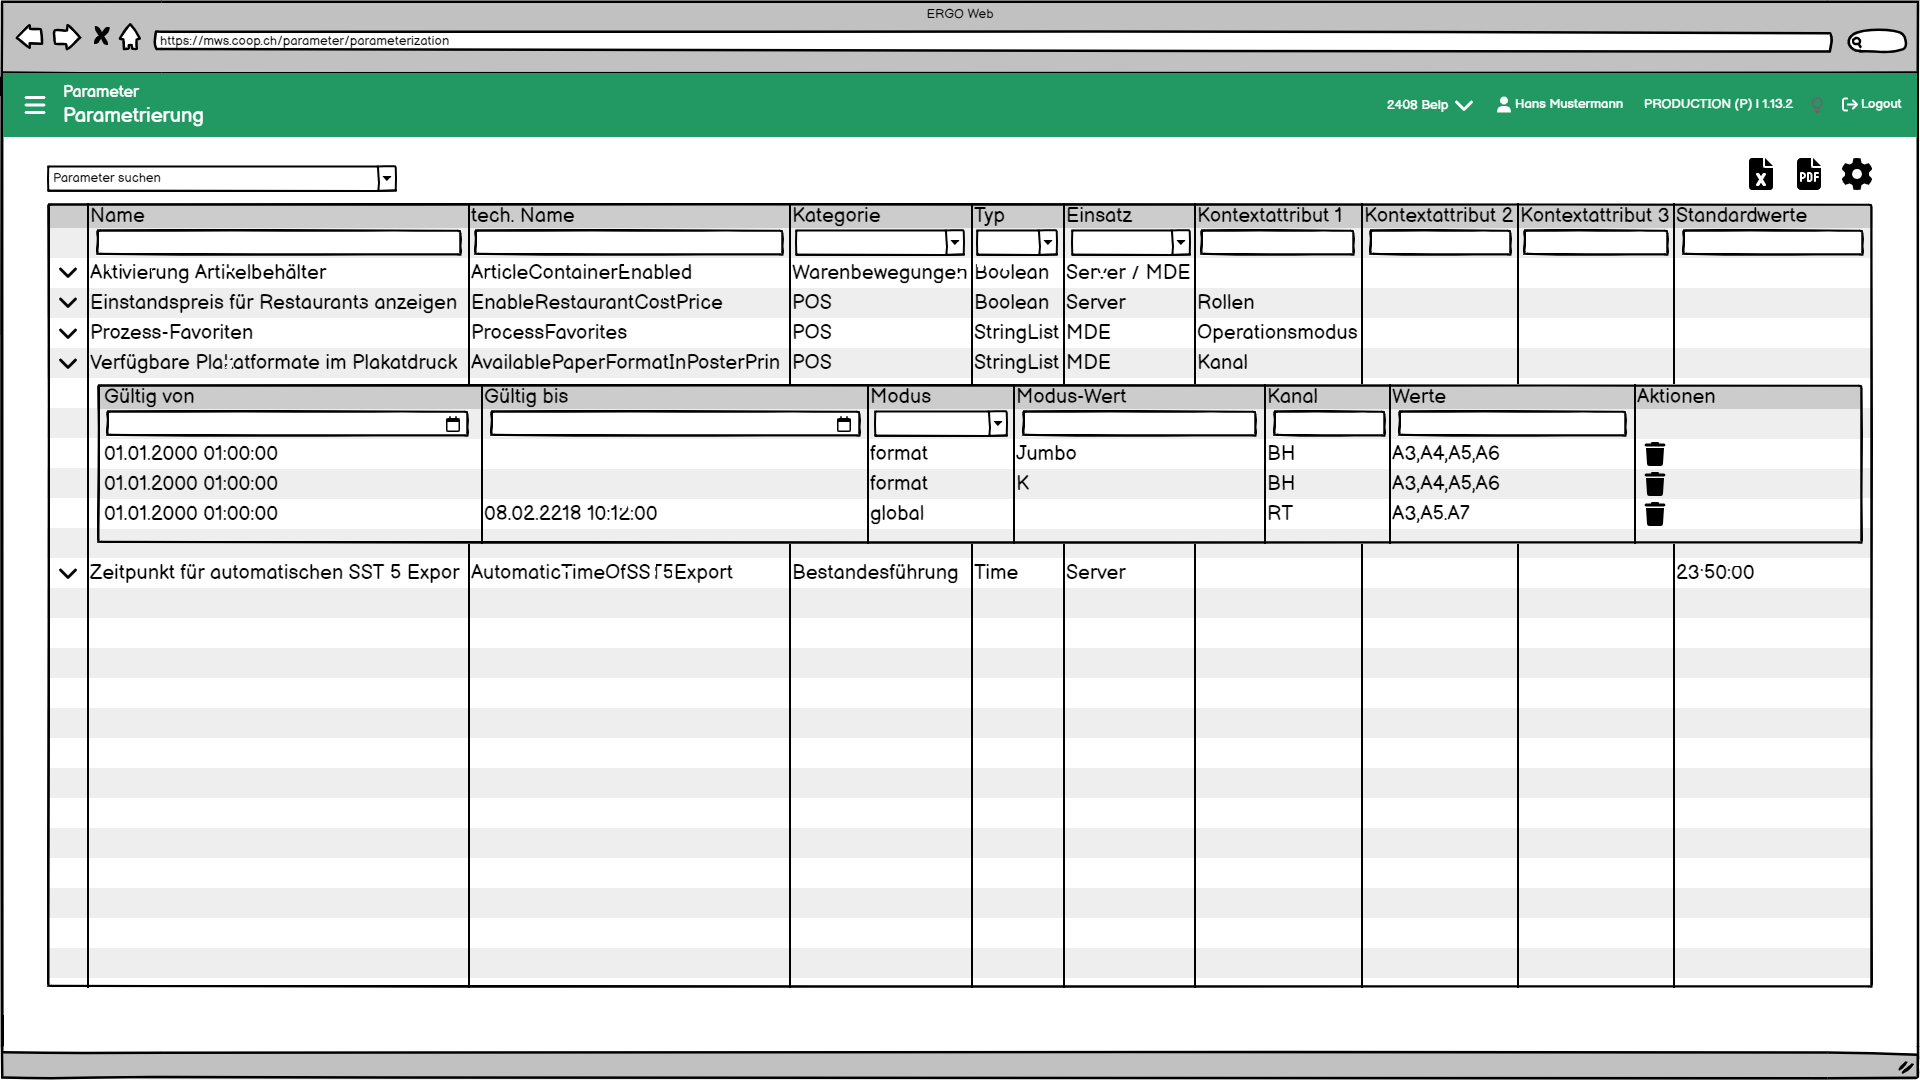 ERGO Web
https://mws.coop.ch/parameter/parameterization
Parameter
Parametrierung
2408 Belp
Hans Mustermann
PRODUCTION (P) I 1.13.2
Logout
Parameter suchen
X
PDF
Name tech. Name Kategorie Typ Einsatz Kontextattribut 1 Kontextattribut 2 Kontextattribut 3 Standardwerte
Aktivierung Artikelbehälter ArticleContainerEnabled Warenbewegungen Boolean Server / MDE
Einstandspreis für Restaurants anzeigen EnableRestaurantCostPrice POS Boolean Server Rollen
Prozess-Favoriten ProcessFavorites POS StringList MDE Operationsmodus
Verfügbare Plakatformate im Plakatdruck AvailablePaperFormatInPosterPrin POS StringList MDE Kanal
Gültig von Gültig bis Modus Modus-Wert Kanal Werte Aktionen
01.01.2000 01:00:00 format Jumbo BH A3,A4,A5,A6
01.01.2000 01:00:00 format K BH A3,A4,A5,A6
01.01.2000 01:00:00 08.02.2218 10:12:00 global RT A3,A5.A7
Zeitpunkt für automatischen SST 5 Expor AutomaticTimeOfSST5Export Bestandesführung Time Server 23:50:00